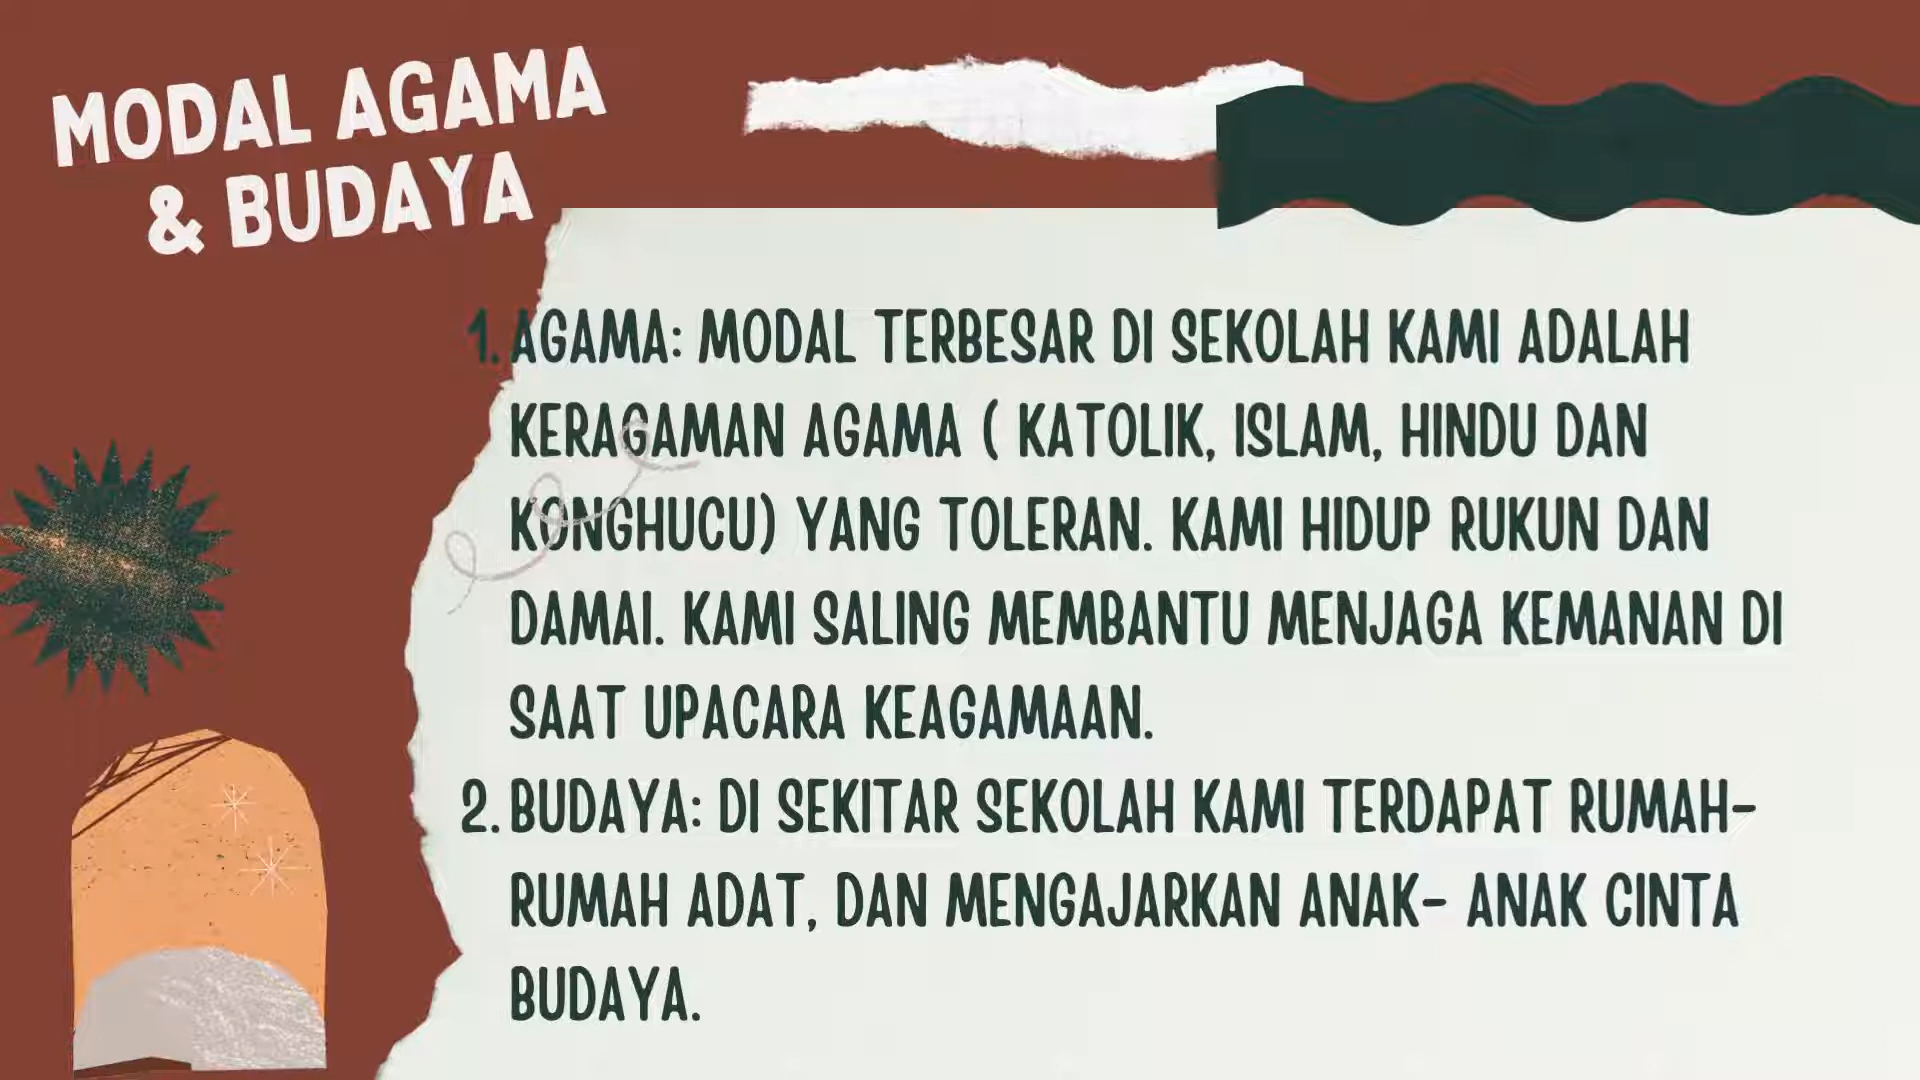 MODAL AGAMA
& BUDAYA
1. AGAMA: MODAL TERBESAR DI SEKOLAH KAMI ADALAH
KERAGAMAN AGAMA ( KATOLIK, ISLAM, HINDU DAN
KONGHUCU) YANG TOLERAN. KAMI HIDUP RUKUN DAN
DAMAI. KAMI SALING MEMBANTU MENJAGA KEMANAN DI
SAAT UPACARA KEAGAMAAN.
2. BUDAYA: DI SEKITAR SEKOLAH KAMI TERDAPAT RUMAH-
RUMAH ADAT, DAN MENGAJARKAN ANAK- ANAK CINTA
BUDAYA.